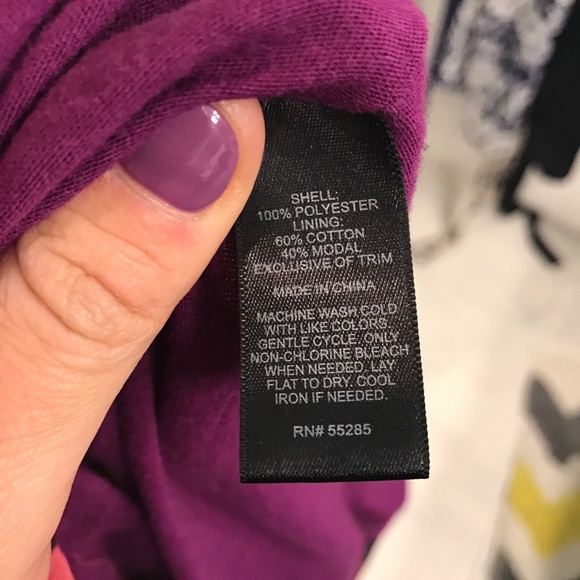 SHELL:
100% POLYESTER
LINING:
60% COTTON
40% MODAL
EXCLUSIVE OF TRIM
MADE IN CHINA
MACHINE WASH COLD
WITH LIKE COLORS.
GENTLE CYCLE. ONLY
NON-CHLORINE BLEACH
WHEN NEEDED. LAY
FLAT TO DRY. COOL
IRON IF NEEDED.
RN# 55285